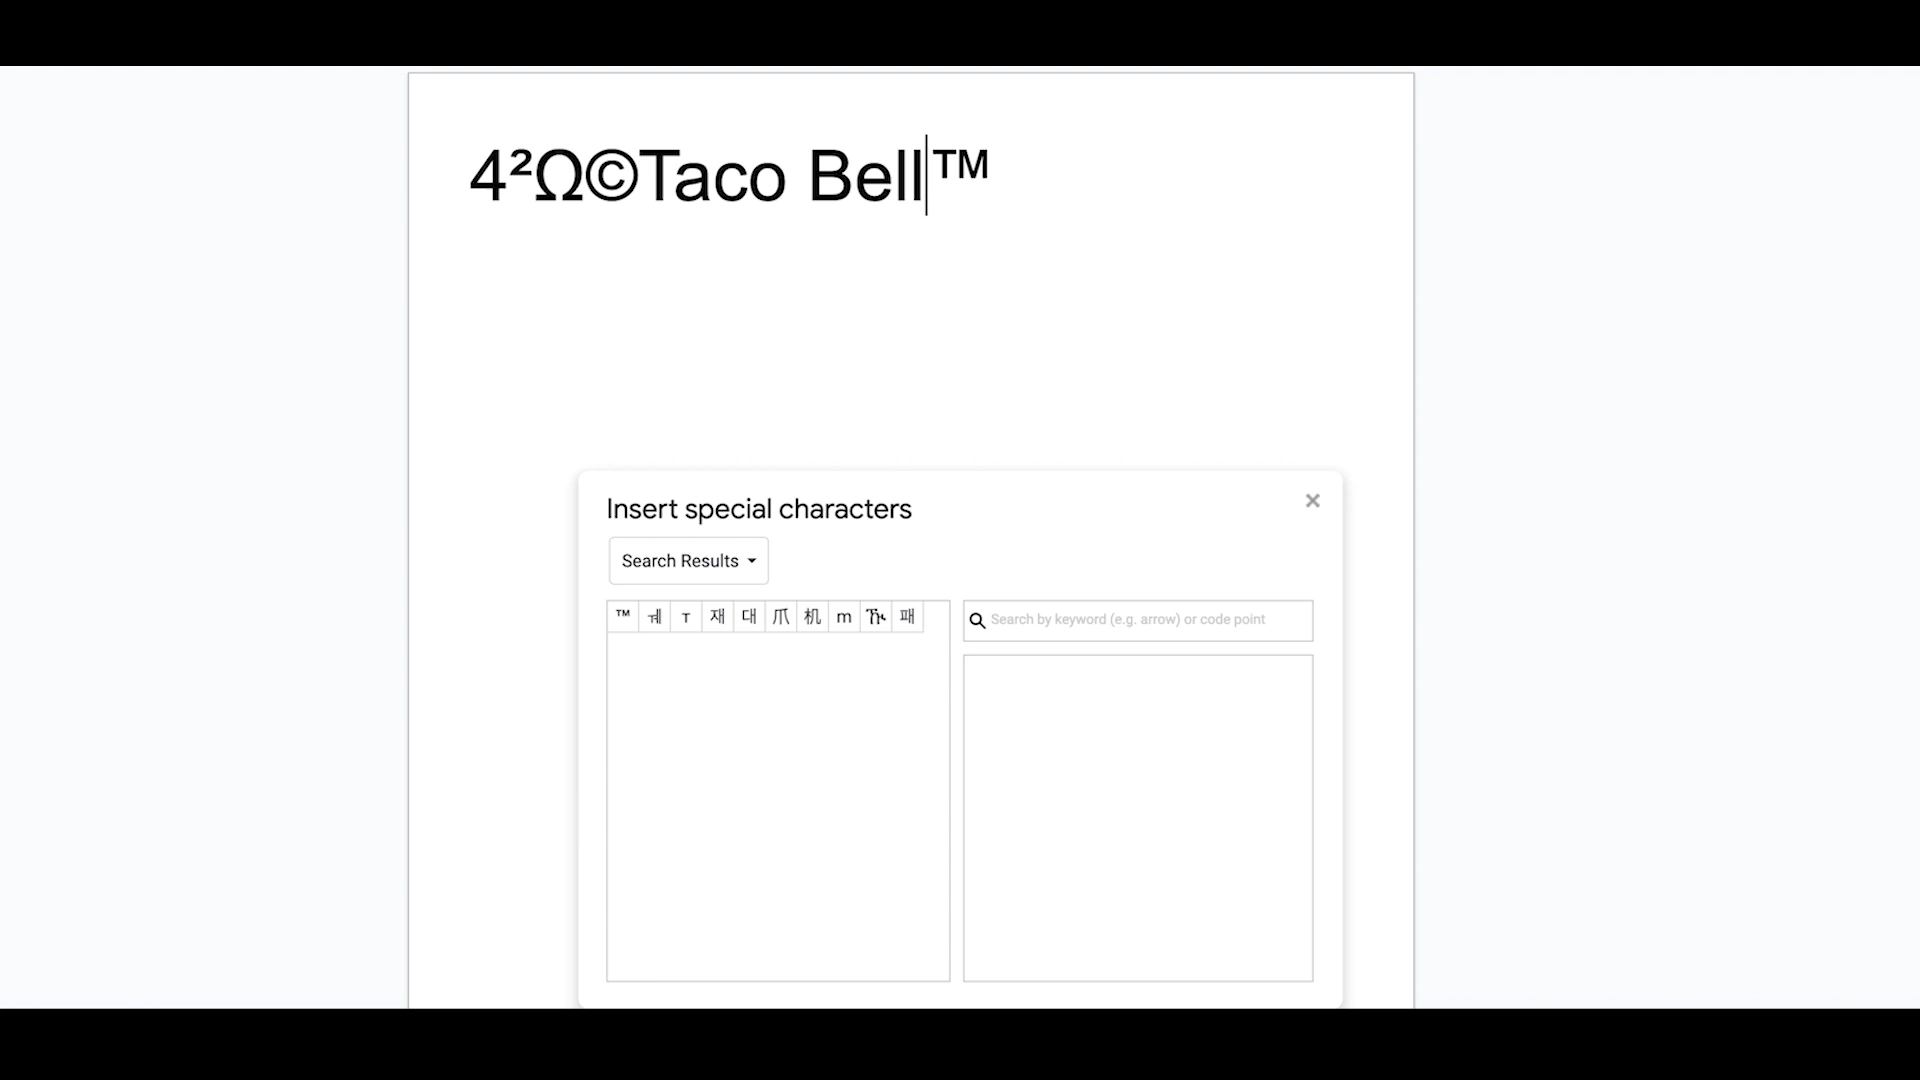 4²Ω©Taco Bell™
Insert special characters
Search Results
™ T 재 대 爪 机 m 패
Search by keyword (e.g. arrow) or code point